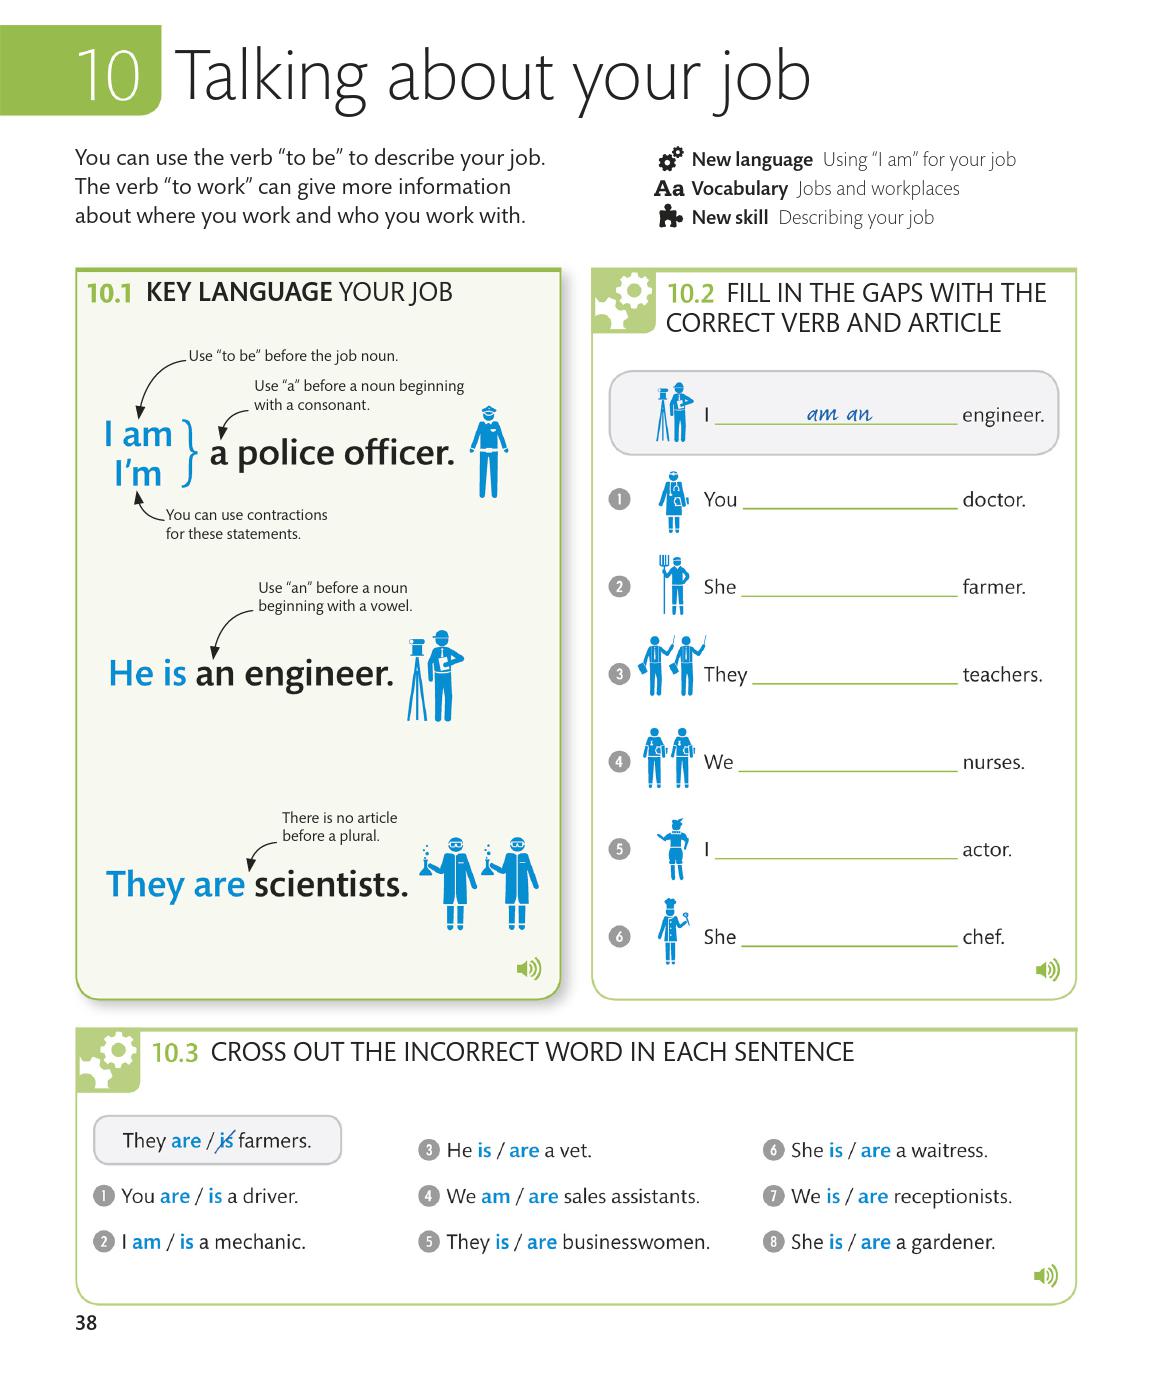 10 Talking about your job
You can use the verb “to be” to describe your job.
The verb “to work” can give more information
about where you work and who you work with.
New language Using “I am” for your job
Aa Vocabulary Jobs and workplaces
New skill Describing your job
10.1 KEY LANGUAGE YOUR JOB
Use “to be” before the job noun.
Use “a” before a noun beginning
with a consonant.
I am
I’m
a police officer.
You can use contractions
for these statements.
Use “an” before a noun
beginning with a vowel.
He is an engineer.
There is no article
before a plural.
They are scientists.
10.2 FILL IN THE GAPS WITH THE
CORRECT VERB AND ARTICLE
I am an engineer.
1 You ________ doctor.
2 She ________ farmer.
3 They ________ teachers.
4 We ________ nurses.
5 I ________ actor.
6 She ________ chef.
10.3 CROSS OUT THE INCORRECT WORD IN EACH SENTENCE
They are / is farmers.
1 You are / is a driver.
2 I am / is a mechanic.
3 He is / are a vet.
4 We am / are sales assistants.
5 They is / are businesswomen.
6 She is / are a waitress.
7 We is / are receptionists.
8 She is / are a gardener.
38